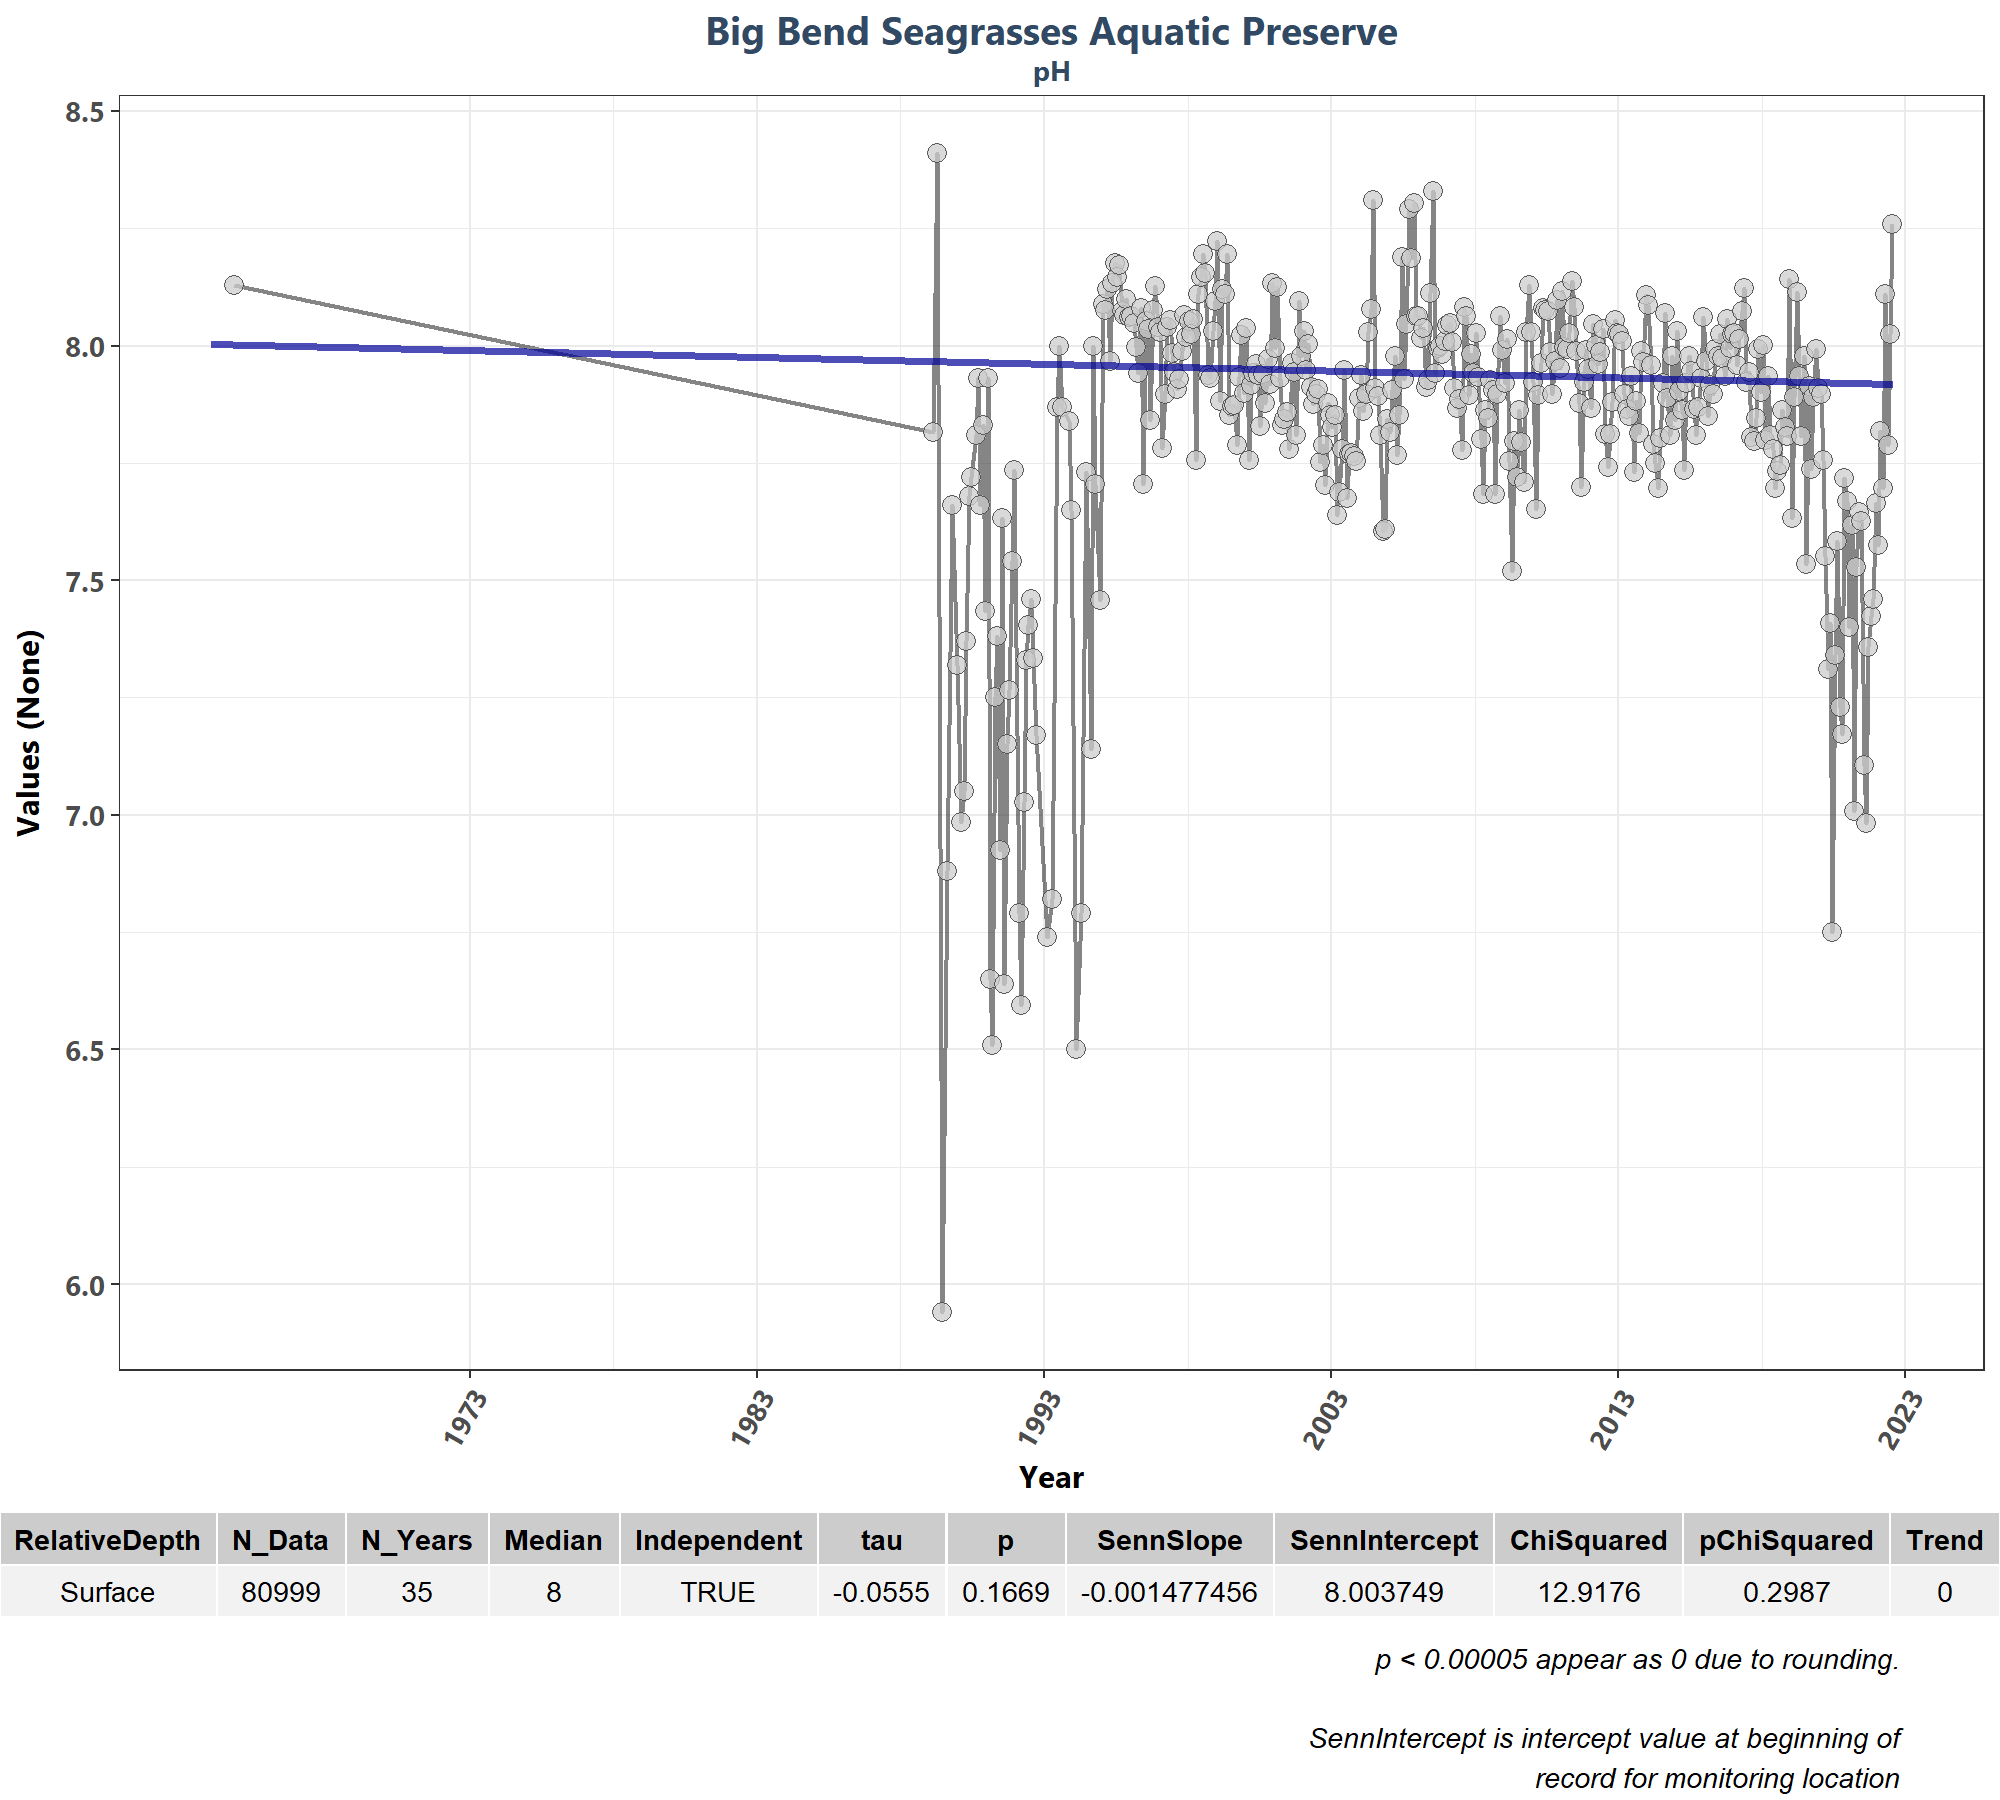 Big Bend Seagrasses Aquatic Preserve
pH
8.5
8.0
7.5
7.0
6.5
6.0
Values (None)
1973
1983
1993
2003
2013
2023
Year
RelativeDepth N_Data N_Years Median Independent tau p SennSlope SennIntercept ChiSquared pChiSquared Trend
Surface 80999 35 8 TRUE -0.0555 0.1669 -0.001477456 8.003749 12.9176 0.2987 0
p < 0.00005 appear as 0 due to rounding.
SennIntercept is intercept value at beginning of
record for monitoring location